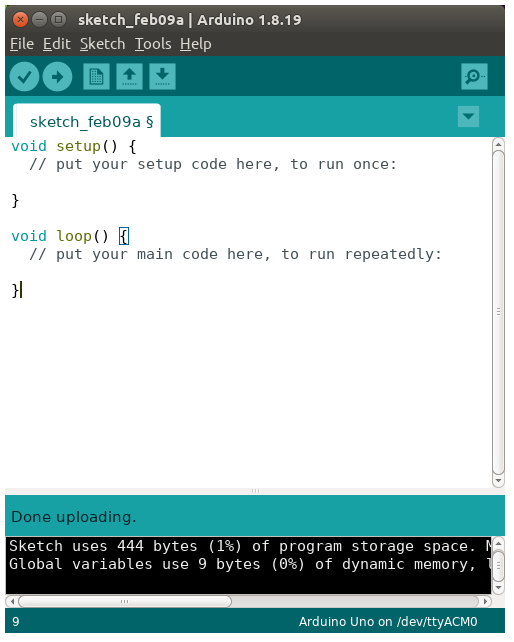 sketch_feb09a | Arduino 1.8.19
File Edit Sketch Tools Help
sketch_feb09a §
void setup() {
  // put your setup code here, to run once:
}
void loop() {
  // put your main code here, to run repeatedly:
}
Done uploading.
Sketch uses 444 bytes (1%) of program storage space.
Global variables use 9 bytes (0%) of dynamic memory,
9 Arduino Uno on /dev/ttyACM0